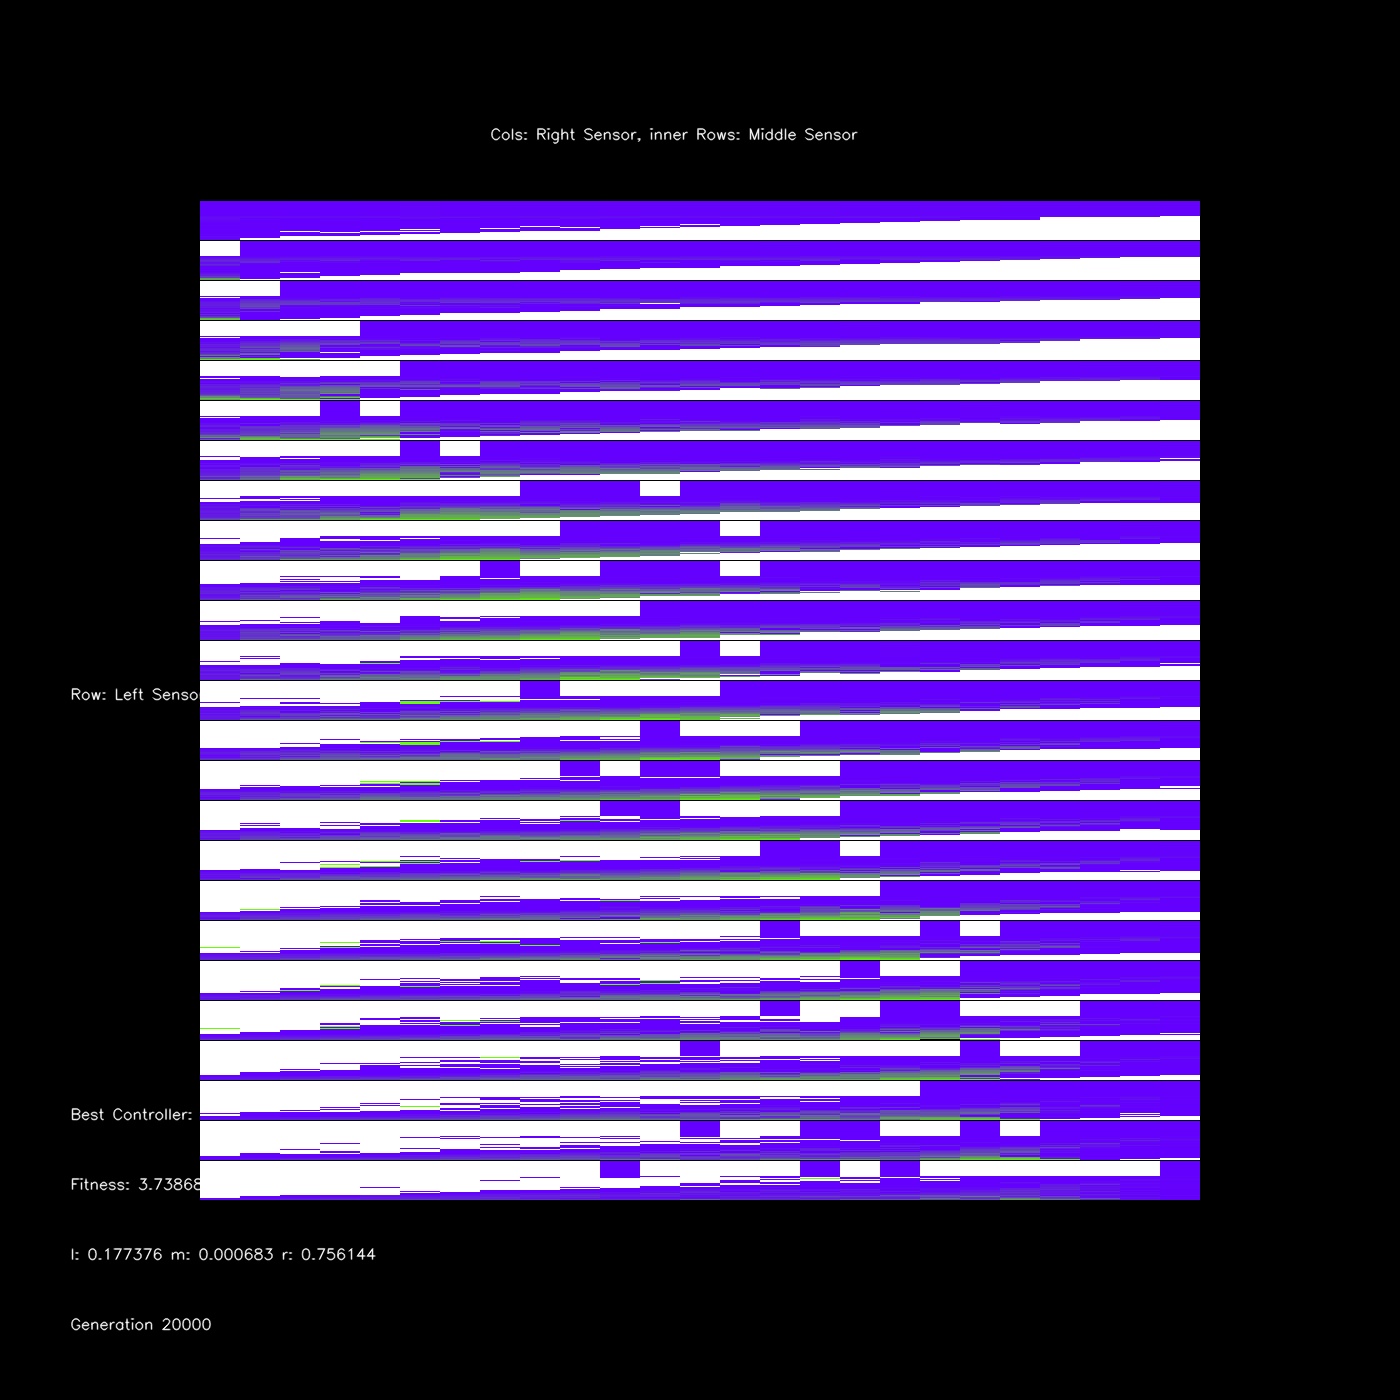 Cols: Right Sensor, inner Rows: Middle Sensor
Row: Left Senso
Best Controller:
Fitness: 3.73868
l: 0.177376 m: 0.000683 r: 0.756144
Generation 20000